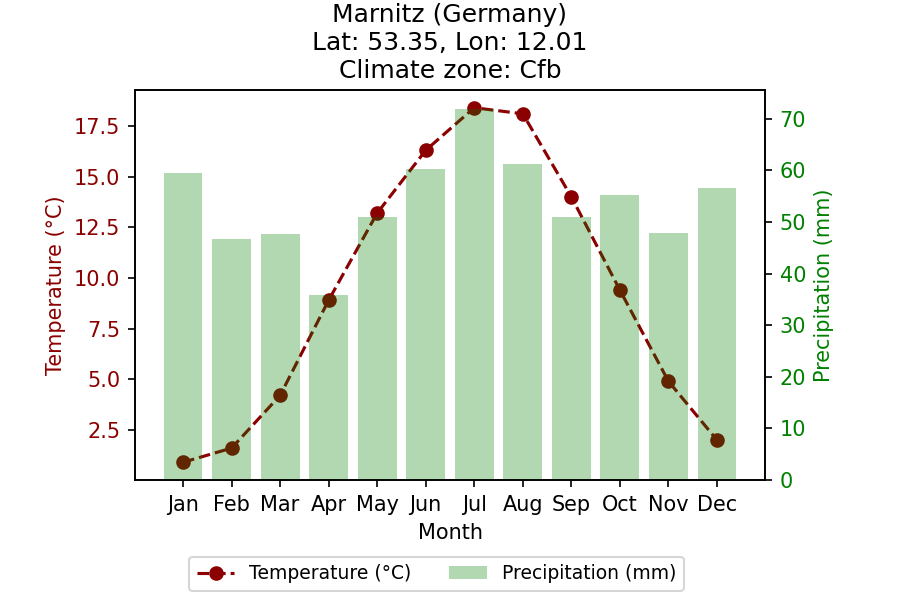 Marnitz (Germany)
Lat: 53.35, Lon: 12.01
Climate zone: Cfb
Temperature (°C)
17.5
15.0
12.5
10.0
7.5
5.0
2.5
70
60
50
40
30
20
10
0
Precipitation (mm)
Jan Feb Mar Apr May Jun Jul Aug Sep Oct Nov Dec
Month
Temperature (°C) Precipitation (mm)